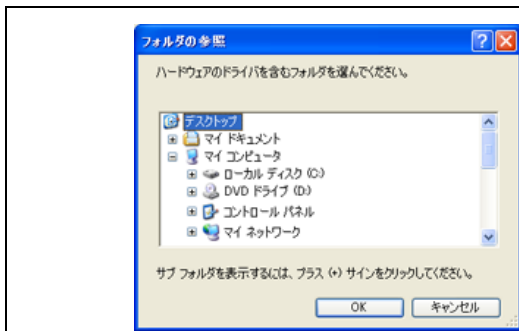 フォルダの参照
ハードウェアのドライバを含むフォルダを選んでください。
デスクトップ
マイ ドキュメント
マイ コンピュータ
ローカル ディスク (C:)
DVD ドライブ (D:)
コントロール パネル
マイ ネットワーク
サブ フォルダを表示するには、プラス (+) サインをクリックしてください。
OK キャンセル